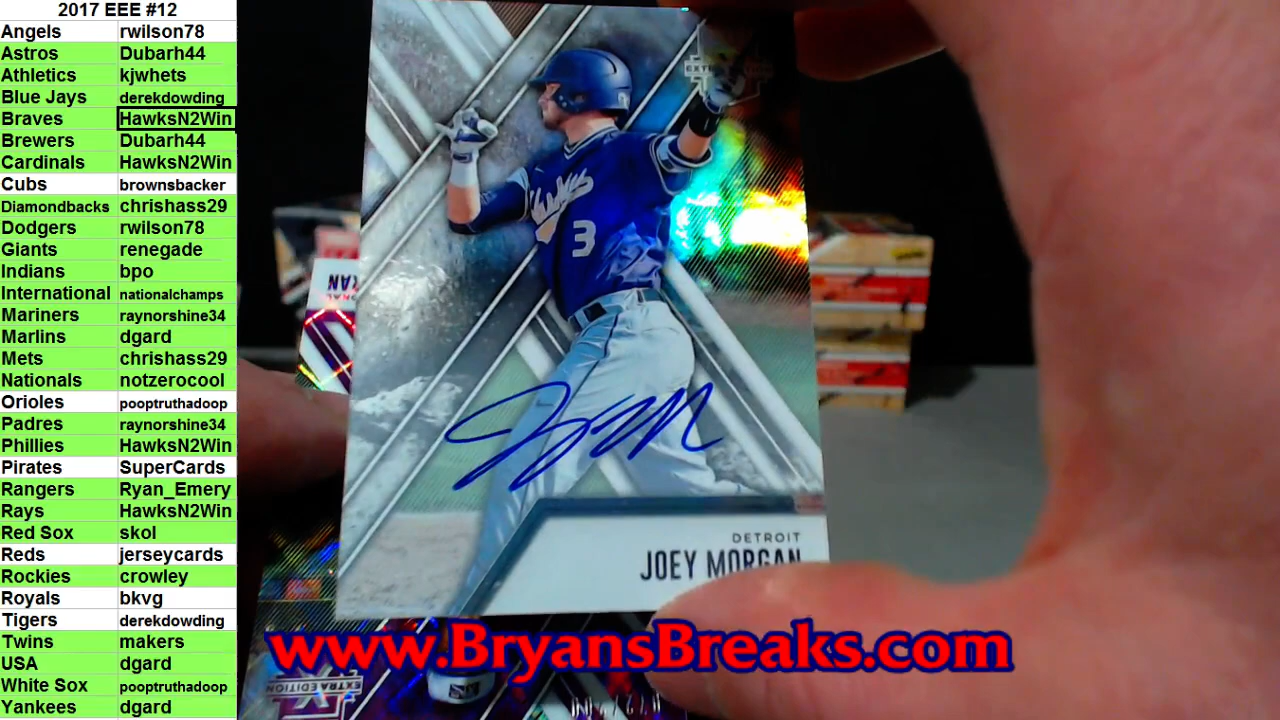 2017 EEE #12
Angels rwilson78
Astros Dubarh44
Athletics kjwhets
Blue Jays derekdowding
Braves HawksN2Win
Brewers Dubarh44
Cardinals HawksN2Win
Cubs brownsbacker
Diamondbacks chrishass29
Dodgers rwilson78
Giants renegade
Indians bpo
International nationalchamps
Mariners raynorshine34
Marlins dgard
Mets chrishass29
Nationals notzerocool
Orioles pooptruthadoop
Padres raynorshine34
Phillies HawksN2Win
Pirates SuperCards
Rangers Ryan_Emery
Rays HawksN2Win
Red Sox skol
Reds jerseycards
Rockies crowley
Royals bkvg
Tigers derekdowding
Twins makers
USA dgard
White Sox pooptruthadoop
Yankees dgard
3
DETROIT
JOEY MORGAN
www.BryansBreaks.com
EXTRA EDITION